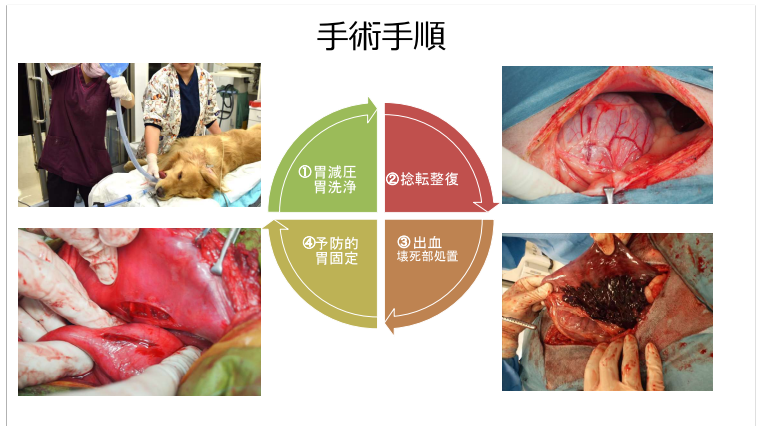 手術手順
①胃減圧
胃洗浄
②捻転整復
③出血
壊死部処置
④予防的
胃固定